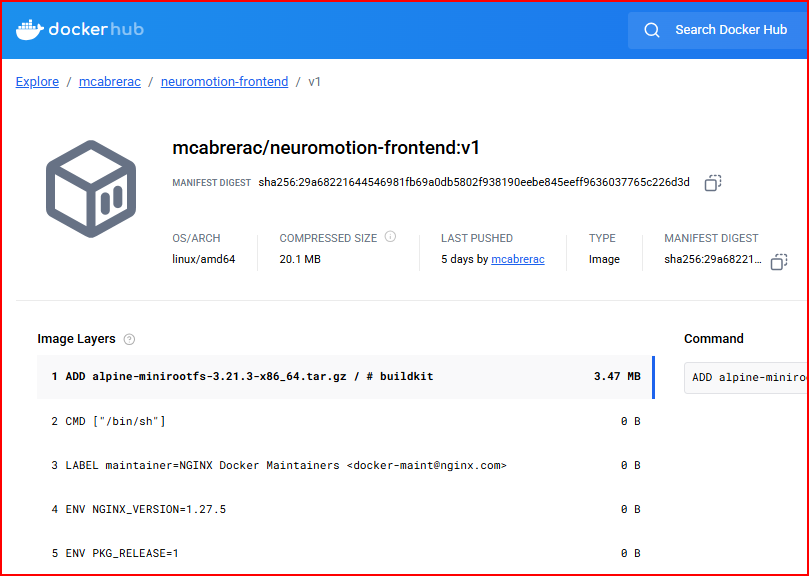 dockerhub
Search Docker Hub
Explore / mcabrerac / neuromotion-frontend / v1
mcabrerac/neuromotion-frontend:v1
MANIFEST DIGEST sha256:29a68221644546981fb69a0db5802f938190eebe845eeff9636037765c226d3d
OS/ARCH
linux/amd64
COMPRESSED SIZE
20.1 MB
LAST PUSHED
5 days by mcabrerac
TYPE
Image
MANIFEST DIGEST
sha256:29a68221...
Image Layers
1 ADD alpine-minirootfs-3.21.3-x86_64.tar.gz / # buildkit 3.47 MB
2 CMD ["/bin/sh"] 0 B
3 LABEL maintainer=NGINX Docker Maintainers <docker-maint@nginx.com> 0 B
4 ENV NGINX_VERSION=1.27.5 0 B
5 ENV PKG_RELEASE=1 0 B
Command
ADD alpine-miniro